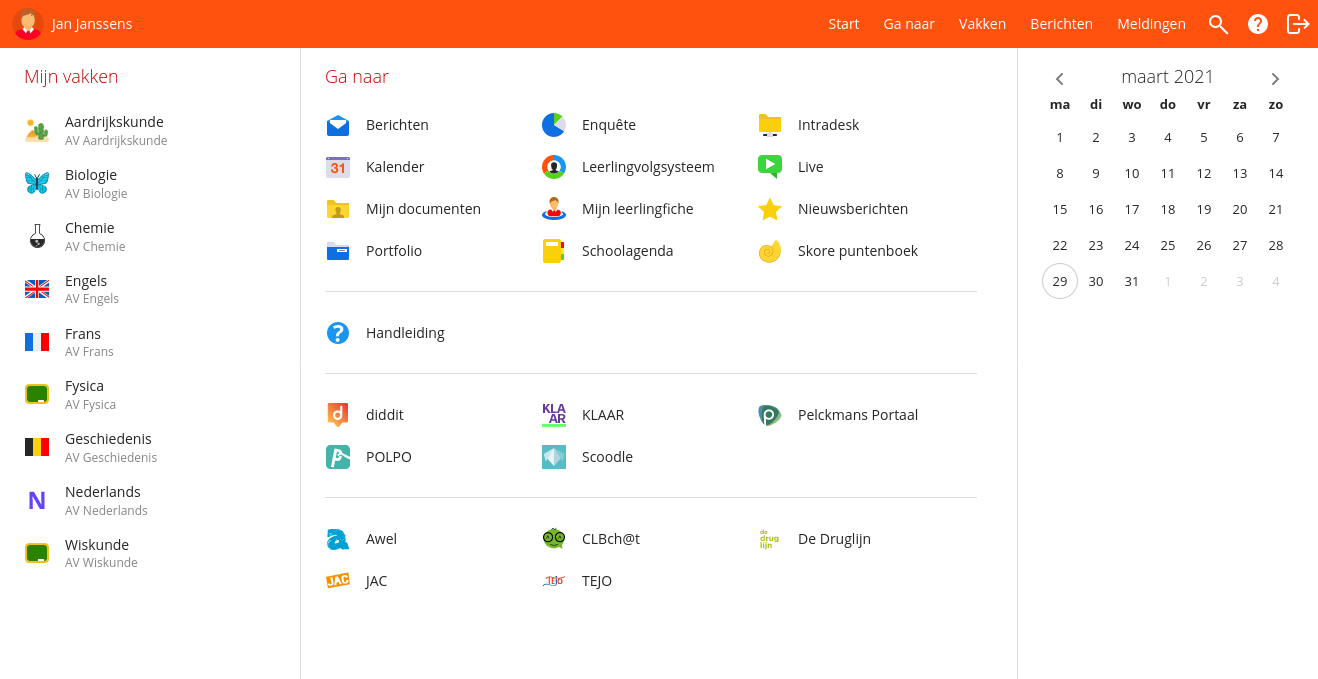 Jan Janssens
Start Ga naar Vakken Berichten Meldingen
Mijn vakken
Aardrijkskunde
AV Aardrijkskunde
Biologie
AV Biologie
Chemie
AV Chemie
Engels
AV Engels
Frans
AV Frans
Fysica
AV Fysica
Geschiedenis
AV Geschiedenis
N
Nederlands
AV Nederlands
Wiskunde
AV Wiskunde
Ga naar
Berichten Enquête Intradesk
31 Kalender Leerlingvolgsysteem Live
Mijn documenten Mijn leerlingfiche Nieuwsberichten
Portfolio Schoolagenda Skore puntenboek
? Handleiding
d diddit KLAAR KLAAR p Pelckmans Portaal
POLPO Scoodle
a Awel CLBch@t de drug lijn De Druglijn
JAC JAC Tejo TEJO
maart 2021
ma di wo do vr za zo
1 2 3 4 5 6 7
8 9 10 11 12 13 14
15 16 17 18 19 20 21
22 23 24 25 26 27 28
29 30 31 1 2 3 4